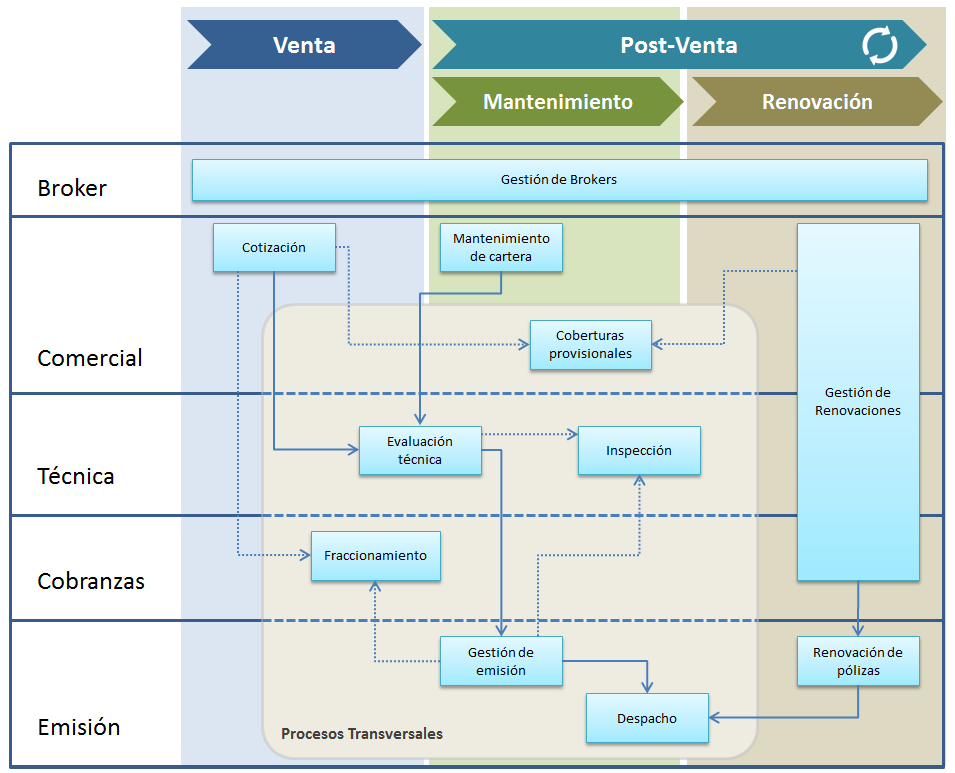 Venta
Post-Venta
Mantenimiento
Renovación
Broker
Gestión de Brokers
Cotización
Mantenimiento
de cartera
Coberturas
provisionales
Comercial
Gestión de
Renovaciones
Evaluación
técnica
Inspección
Técnica
Fraccionamiento
Cobranzas
Gestión de
emisión
Renovación de
pólizas
Despacho
Emisión
Procesos Transversales